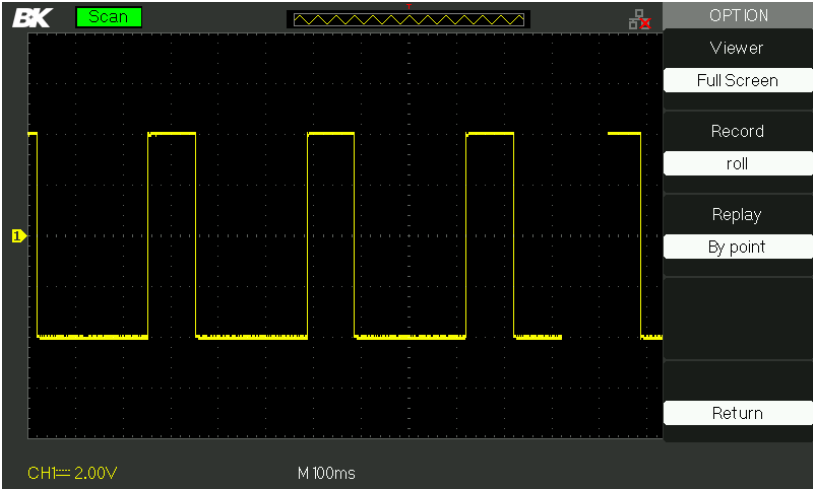 BK Scan OPTION
Viewer
Full Screen
Record
roll
Replay
By point
1
Return
CH1 2.00V M 100ms